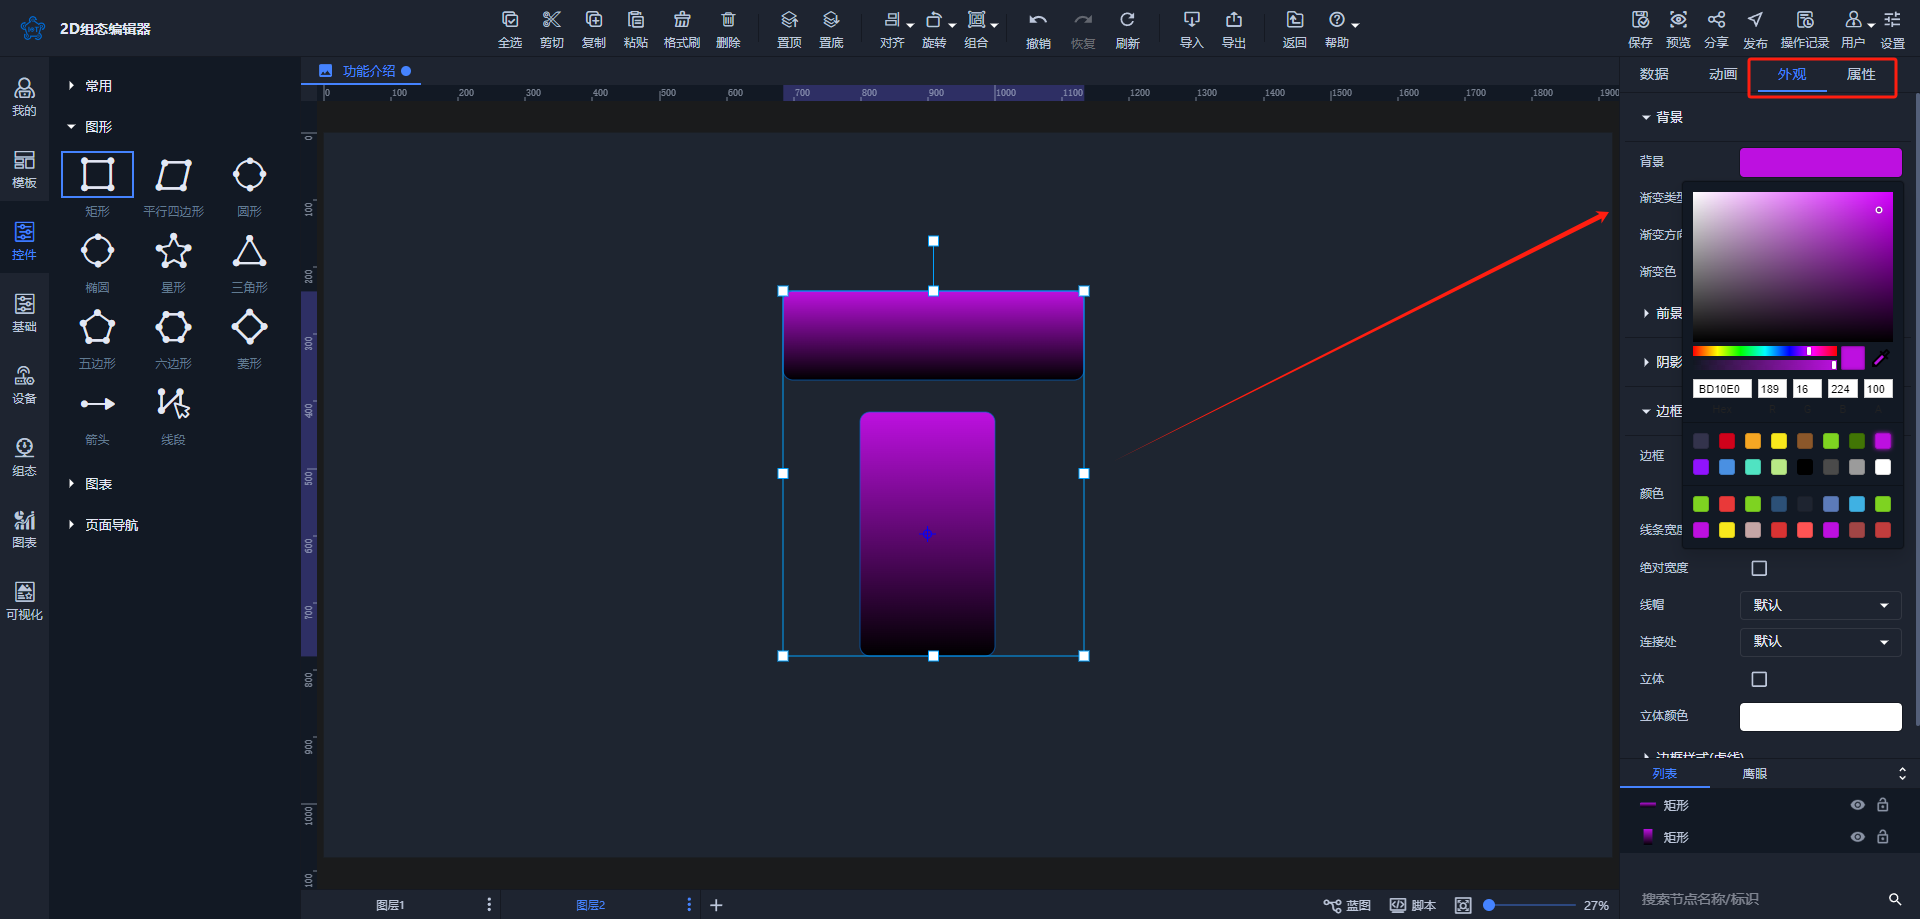 2D组态编辑器
全选 剪切 复制 粘贴 格式刷 删除 置顶 置底 对齐 旋转 组合 撤销 恢复 刷新 导入 导出 返回 帮助 保存 预览 分享 发布 操作记录 用户 设置
我的
模板
控件
基础
设备
组态
图表
可视化
常用
图形
矩形 平行四边形 圆形
椭圆 星形 三角形
五边形 六边形 菱形
箭头 线段
图表
页面导航
功能介绍
0 100 200 300 400 500 600 700 800 900 1000 1100 1200 1300 1400 1500 1600 1700 1800 1900
0
100
200
300
400
500
600
700
800
900
1000
100
图层1 图层2
蓝图 脚本 27%
数据 动画 外观 属性
背景
背景
渐变类型
渐变方向
渐变色
前景
阴影
BD10E0 189 16 224 100
边框
边框
颜色
线条宽度
绝对宽度
线帽 默认
连接处 默认
立体
立体颜色
边框样式(虚线)
列表 鹰眼
矩形
矩形
搜索节点名称/标识